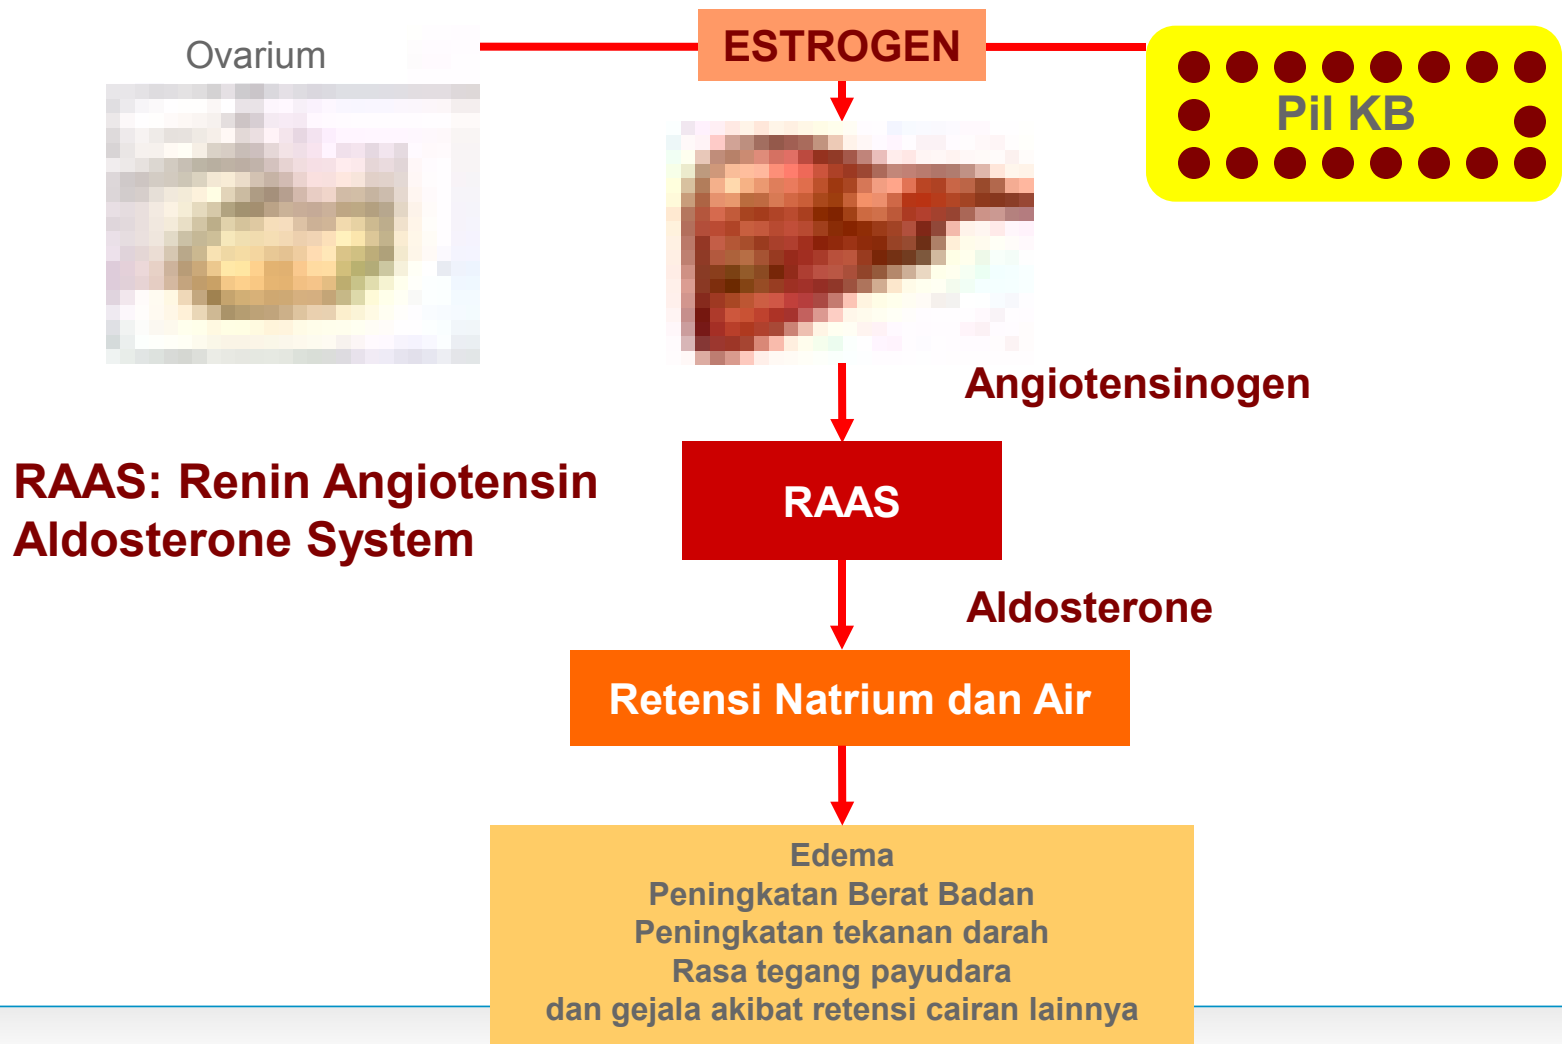 Ovarium
ESTROGEN
Pil KB
Angiotensinogen
RAAS: Renin Angiotensin
Aldosterone System
RAAS
Aldosterone
Retensi Natrium dan Air
Edema
Peningkatan Berat Badan
Peningkatan tekanan darah
Rasa tegang payudara
dan gejala akibat retensi cairan lainnya